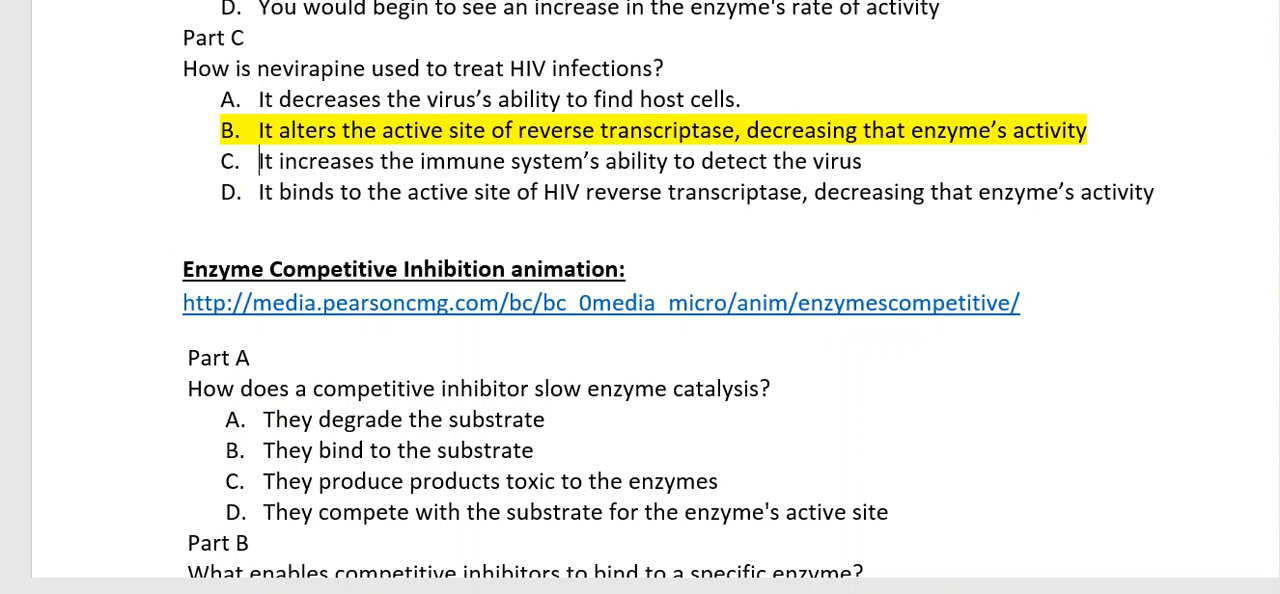 D. You would begin to see an increase in the enzyme's rate of activity
Part C
How is nevirapine used to treat HIV infections?
A. It decreases the virus’s ability to find host cells.
B. It alters the active site of reverse transcriptase, decreasing that enzyme’s activity
C. It increases the immune system’s ability to detect the virus
D. It binds to the active site of HIV reverse transcriptase, decreasing that enzyme’s activity
Enzyme Competitive Inhibition animation:
http://media.pearsoncmg.com/bc/bc_0media_micro/anim/enzymescompetitive/
Part A
How does a competitive inhibitor slow enzyme catalysis?
A. They degrade the substrate
B. They bind to the substrate
C. They produce products toxic to the enzymes
D. They compete with the substrate for the enzyme's active site
Part B
What enables competitive inhibitors to bind to a specific enzyme?